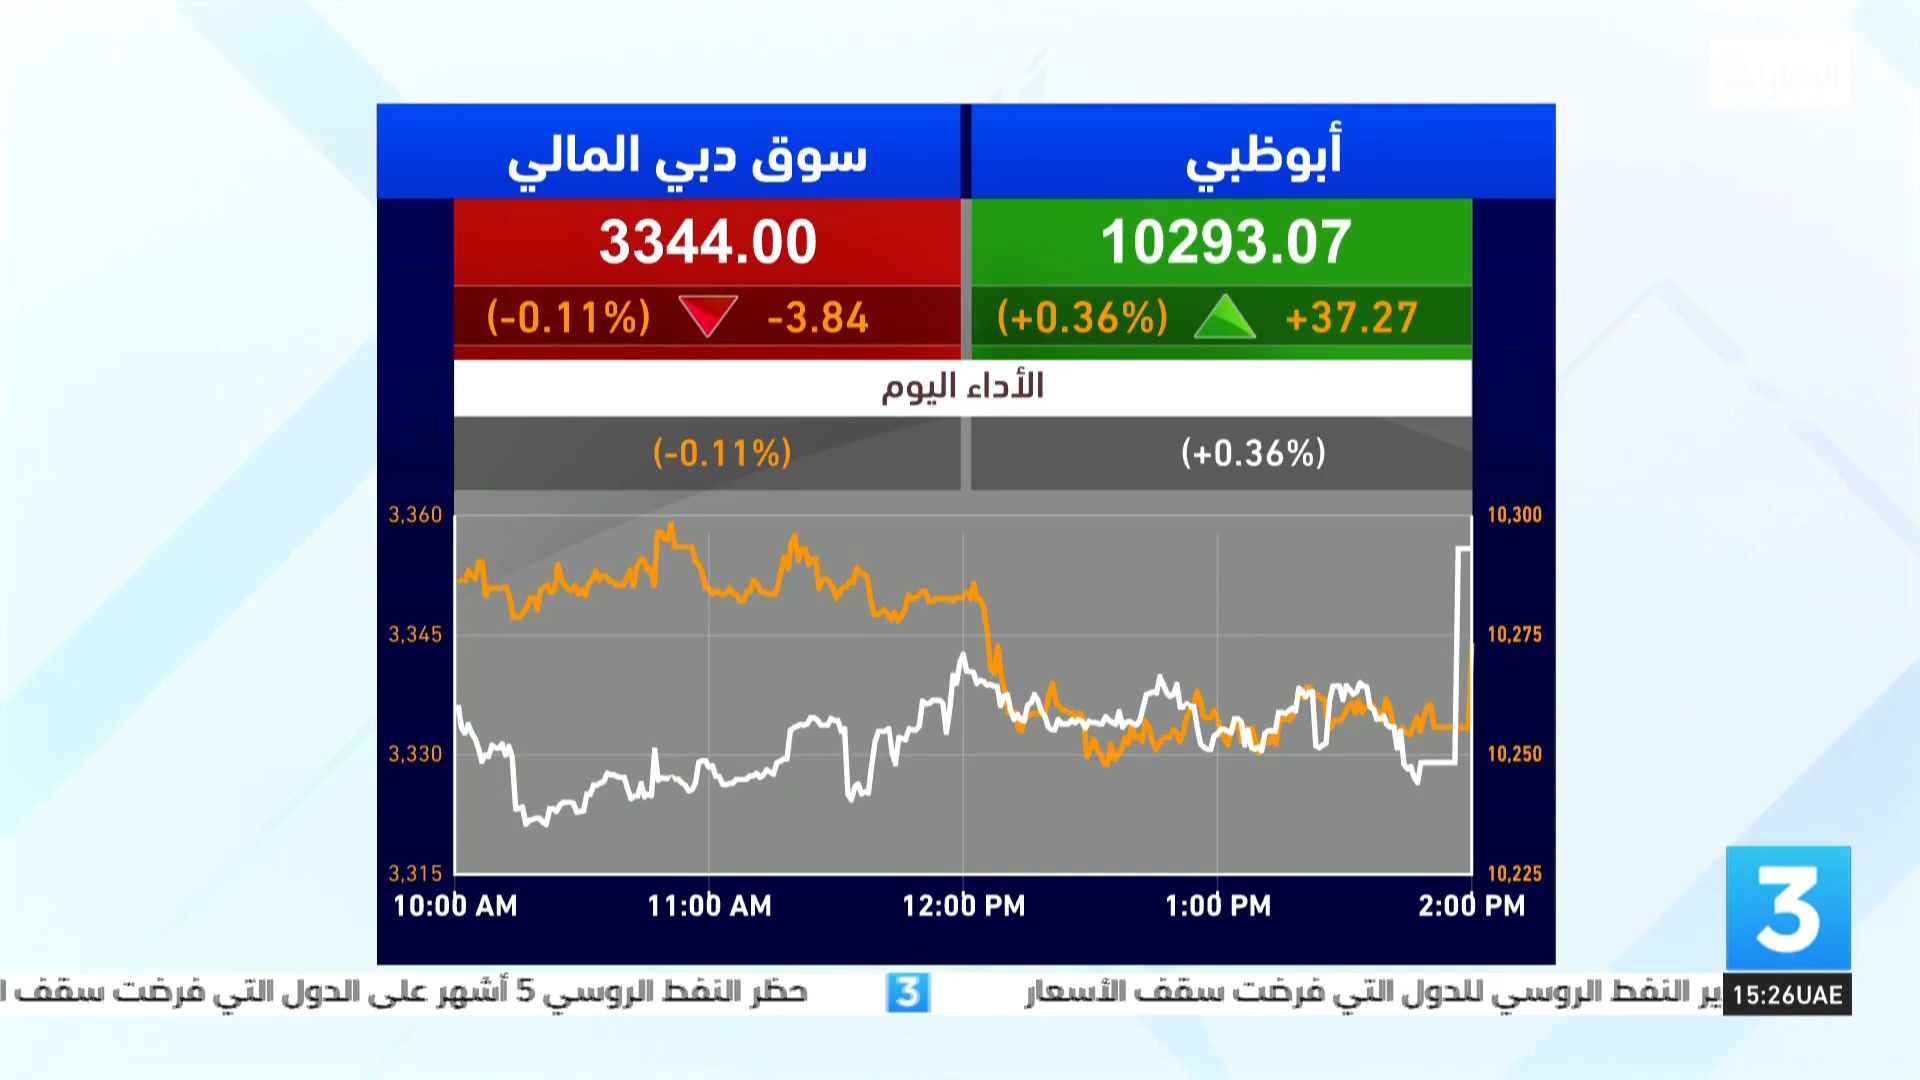 الإمارات
أبوظبي
سوق دبي المالي
10293.07
3344.00
(+0.36%) +37.27
(-0.11%) -3.84
الأداء اليوم
(-0.11%)
(+0.36%)
3,360
3,345
3,330
3,315
10,300
10,275
10,250
10,225
10:00 AM
11:00 AM
12:00 PM
1:00 PM
2:00 PM
3
15:26UAE
ير النفط الروسي للدول التي فرضت سقف الأسعار 3 حظر النفط الروسي 5 أشهر على الدول التي فرضت سقف ا